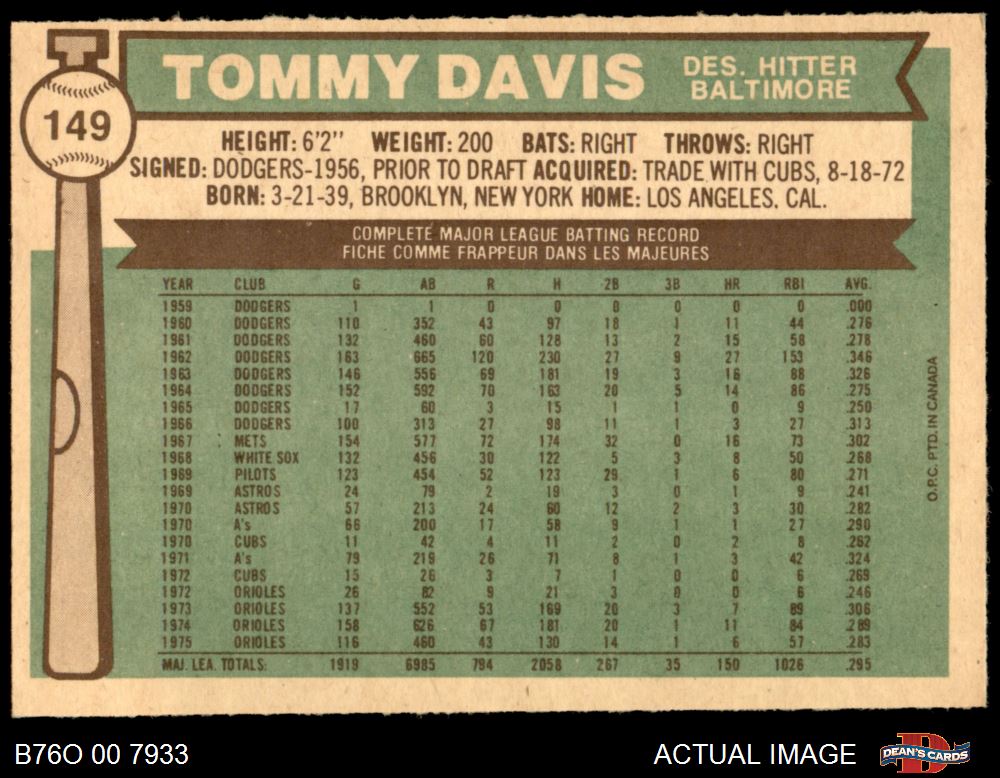 149
TOMMY DAVIS
DES. HITTER
BALTIMORE
HEIGHT: 6'2" WEIGHT: 200 BATS: RIGHT THROWS: RIGHT
SIGNED: DODGERS-1956, PRIOR TO DRAFT ACQUIRED: TRADE WITH CUBS, 8-18-72
BORN: 3-21-39, BROOKLYN, NEW YORK HOME: LOS ANGELES. CAL.
COMPLETE MAJOR LEAGUE BATTING RECORD
FICHE COMME FRAPPEUR DANS LES MAJEURES
YEAR CLUB G AB R H 2B 3B HR RBI AVG.
1959 DODGERS 1 1 0 0 0 0 0 0 .000
1960 DODGERS 110 352 43 97 18 1 11 44 .276
1961 DODGERS 132 460 60 128 13 2 15 58 .278
1962 DODGERS 163 665 120 230 27 9 27 153 .346
1963 DODGERS 146 556 69 181 19 3 16 88 .326
1964 DODGERS 152 592 70 163 20 5 14 86 .275
1965 DODGERS 17 60 3 15 1 1 0 9 .250
1966 DODGERS 100 313 27 98 11 1 3 27 .313
1967 METS 154 577 72 174 32 0 16 73 .302
1968 WHITE SOX 132 456 30 122 5 3 8 50 .268
1969 PILOTS 123 454 52 123 29 1 6 80 .271
1969 ASTROS 24 79 2 19 3 0 1 9 .241
1970 ASTROS 57 213 24 60 12 2 3 30 .282
1970 A's 66 200 17 58 9 1 1 27 .290
1970 CUBS 11 42 4 11 2 0 2 8 .262
1971 A's 79 219 26 71 8 1 3 42 .324
1972 CUBS 15 26 3 7 1 0 0 6 .269
1972 ORIOLES 26 82 9 21 3 0 0 6 .246
1973 ORIOLES 137 552 53 169 20 3 7 89 .306
1974 ORIOLES 158 626 67 181 20 1 11 84 .289
1975 ORIOLES 116 460 43 130 14 1 6 57 .283
MAJ. LEA. TOTALS: 1919 6985 794 2058 267 35 150 1026 .295
O.P.C. PTD. IN CANADA
B76O 00 7933
ACTUAL IMAGE
DEAN'S CARDS